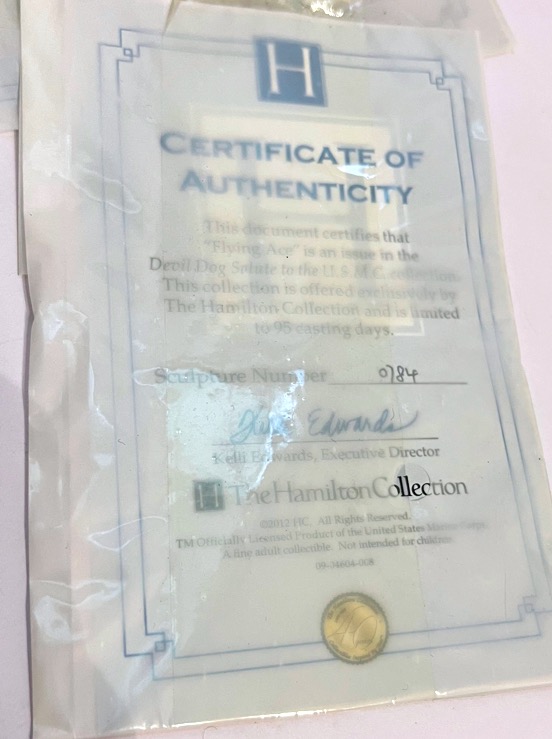 H
CERTIFICATE OF
AUTHENTICITY
This document certifies that
"Flying Ace" is an issue in the
Devil Dog Salute to the U.S.M.C. collection.
This collection is offered exclusively by
The Hamilton Collection and is limited
to 95 casting days.
Sculpture Number 0784
Edwards
Kelli Edwards, Executive Director
H The Hamilton Collection
©2012 HC. All Rights Reserved.
TM Officially Licensed Product of the United States Marine Corps.
A fine adult collectible. Not intended for children.
09-04604-008